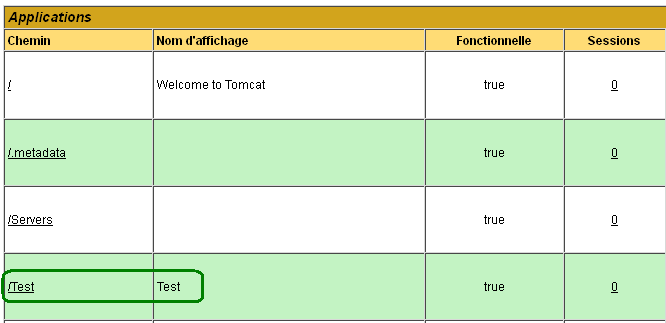 Applications
Chemin Nom d'affichage Fonctionnelle Sessions
/ Welcome to Tomcat true 0
/.metadata true 0
/Servers true 0
/Test Test true 0